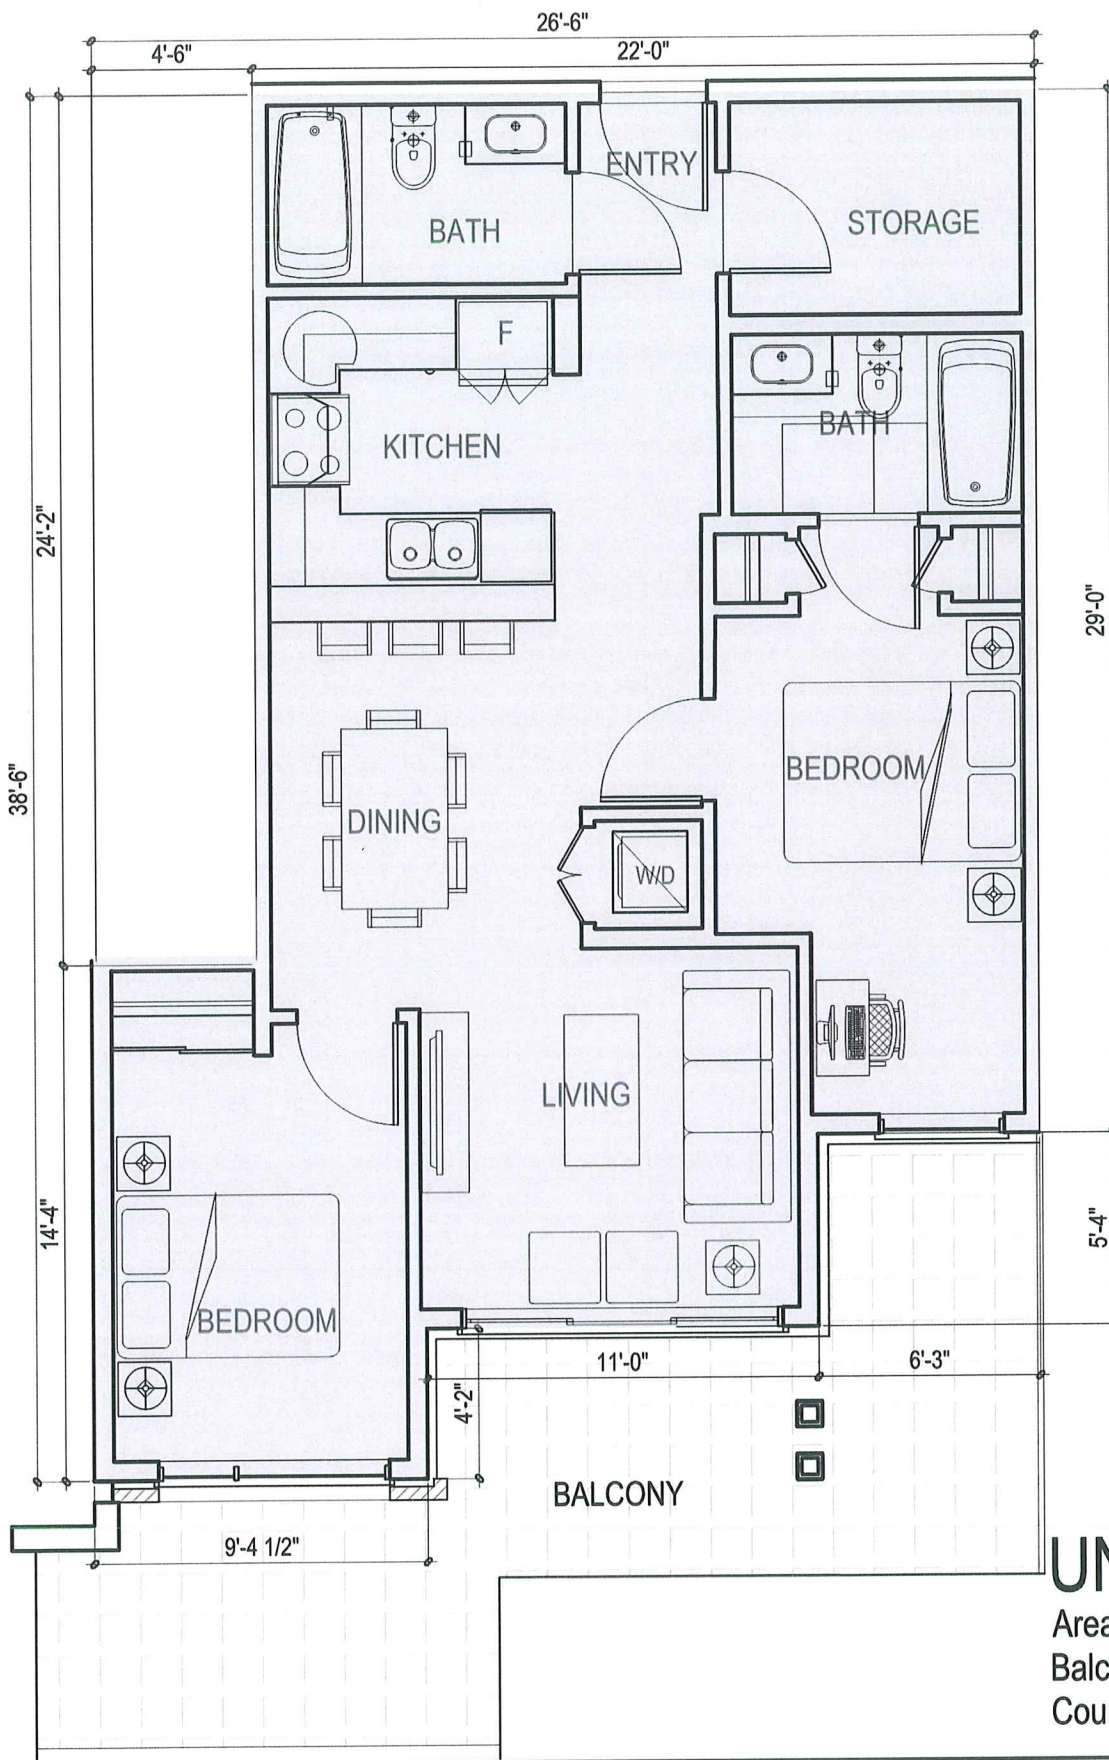 26'-6"
4'-6"
22'-0"
ENTRY
BATH
STORAGE
F
BATH
KITCHEN
24'-2"
29'-0"
38'-6"
BEDROOM
DINING
W/D
LIVING
14'-4"
5'-4"
BEDROOM
11'-0"
6'-3"
4'-2"
BALCONY
9'-4 1/2"
UN
Area
Balc
Cou